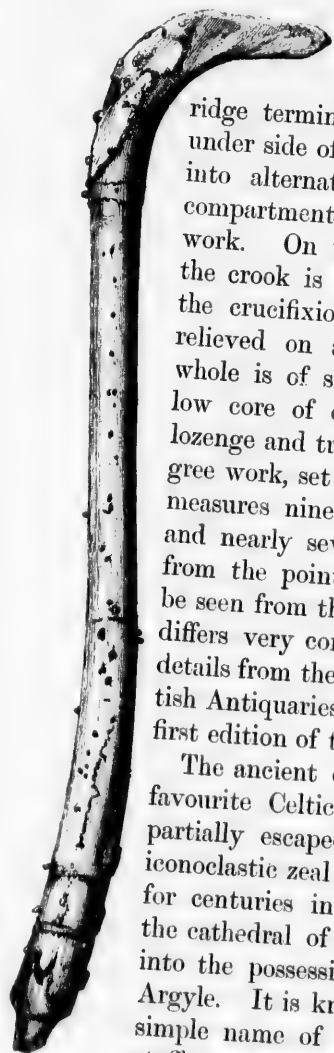 ridge termin
under side of
into alternat
compartment
work. On
the crook is
the crucifixio
relieved on a
whole is of s
low core of
lozenge and tr
gree work, set
measures nine
and nearly sev
from the point
be seen from th
differs very con
details from the
tish Antiquaries
first edition of t
The ancient
favourite Celtic
partially escape
iconoclastic zeal
for centuries in
the cathedral of
into the possessi
Argyle. It is kn
simple name of